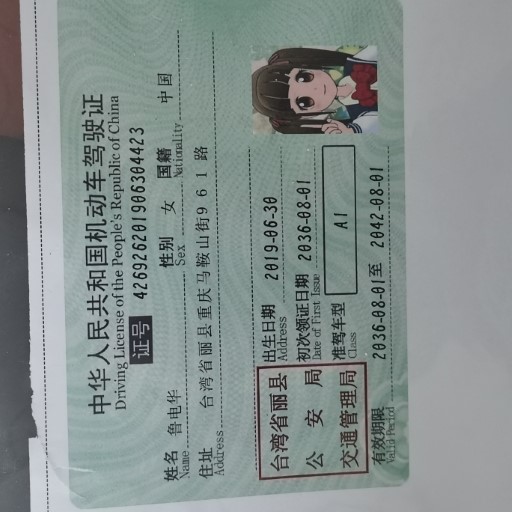 中华人民共和国机动车驾驶证
Driving License of the People's Republic of China
证号 426926201906304423
姓名 鲁电华 性别 女 国籍 中国
Name Sex Nationality
住址 台湾省丽县重庆马鞍山街961路
Address
出生日期 2019-06-30
Address
初次领证日期 2036-08-01
Date of First Issue
准驾车型 A1
Class
有效期限 2036-08-01至 2042-08-01
Valid Period
台湾省丽县
公安局
交通管理局